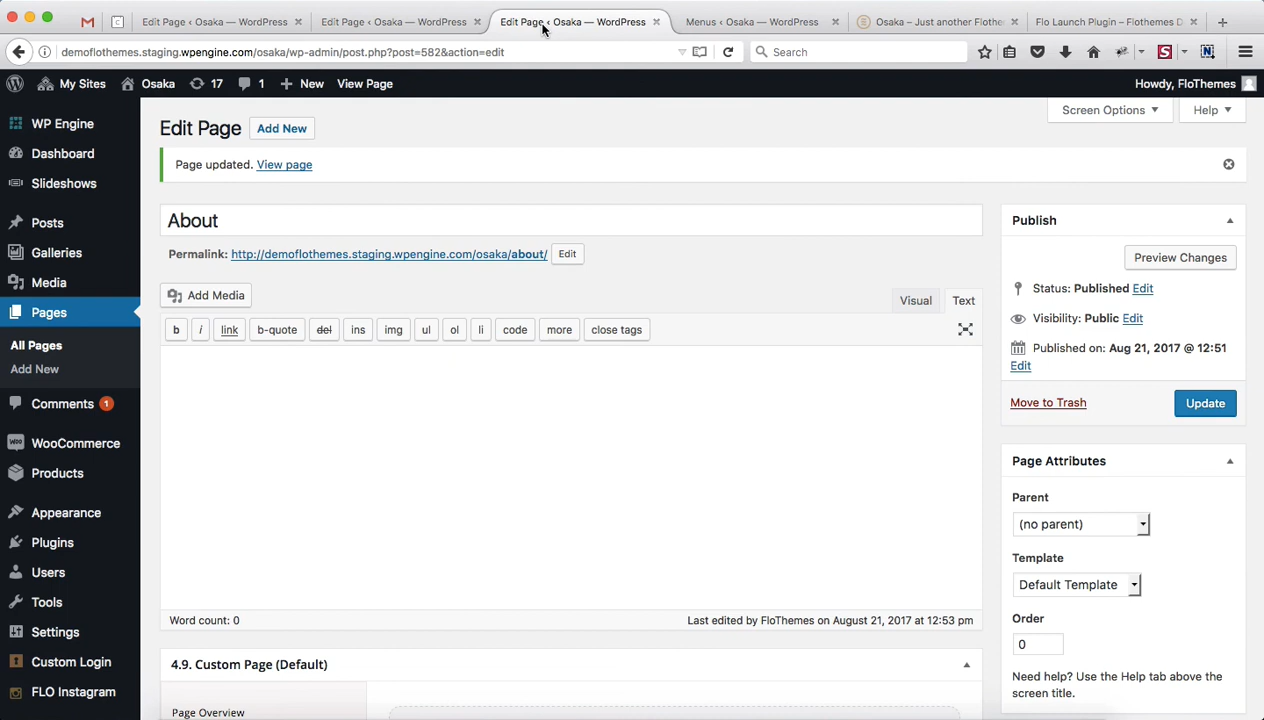 Edit Page ‹ Osaka — WordPress
Edit Page ‹ Osaka — WordPress
Edit Page ‹ Osaka — WordPress
Menus ‹ Osaka — WordPress
Osaka – Just another Flothe
Flo Launch Plugin – Flothemes D
demoflothemes.staging.wpengine.com/osaka/wp-admin/post.php?post=582&action=edit
Search
My Sites
Osaka
17
1
New
View Page
Howdy, FloThemes
WP Engine
Dashboard
Slideshows
Posts
Galleries
Media
Pages
All Pages
Add New
Comments 1
WooCommerce
Products
Appearance
Plugins
Users
Tools
Settings
Custom Login
FLO Instagram
Screen Options
Help
Edit Page
Add New
Page updated. View page
About
Permalink: http://demoflothemes.staging.wpengine.com/osaka/about/ Edit
Add Media
Visual
Text
b
i
link
b-quote
del
ins
img
ul
ol
li
code
more
close tags
Word count: 0
Last edited by FloThemes on August 21, 2017 at 12:53 pm
4.9. Custom Page (Default)
Page Overview
Publish
Preview Changes
Status: Published Edit
Visibility: Public Edit
Published on: Aug 21, 2017 @ 12:51
Edit
Move to Trash
Update
Page Attributes
Parent
(no parent)
Template
Default Template
Order
0
Need help? Use the Help tab above the
screen title.